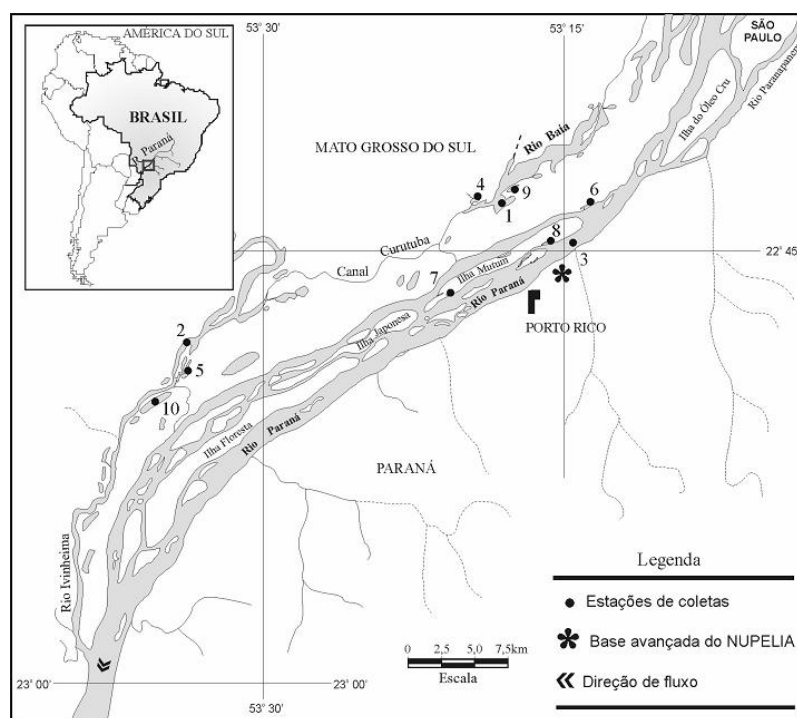 AMÉRICA DO SUL
BRASIL
R. Paraná
53° 30'
53° 15'
SÃO
PAULO
Rio Paranapanema
Ilha do Óleo Cru
MATO GROSSO DO SUL
Rio Baía
4
9
1
6
8
3
22° 45'
Curutuba
Canal
7
Ilha Mutum
Rio Paraná
PORTO RICO
Ilha Japonesa
2
5
10
Ilha Floresta
Rio Paraná
PARANÁ
Rio Ivinheima
Legenda
Estações de coletas
Base avançada do NUPELIA
Direção de fluxo
0 2,5 5,0 7,5km
Escala
23° 00'
23° 00'
53° 30'